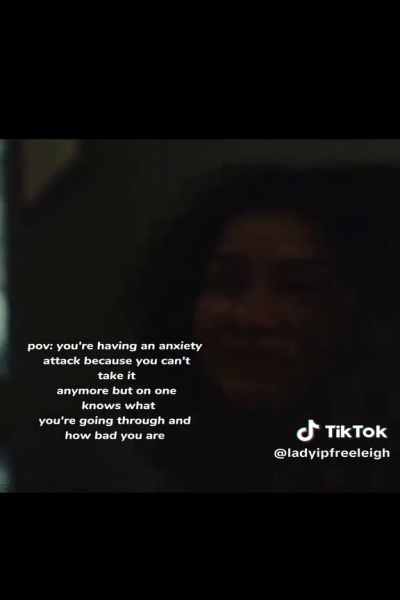 pov: you're having an anxiety
attack because you can't
take it
anymore but on one
knows what
you're going through and
how bad you are
TikTok
@ladyipfreeleigh